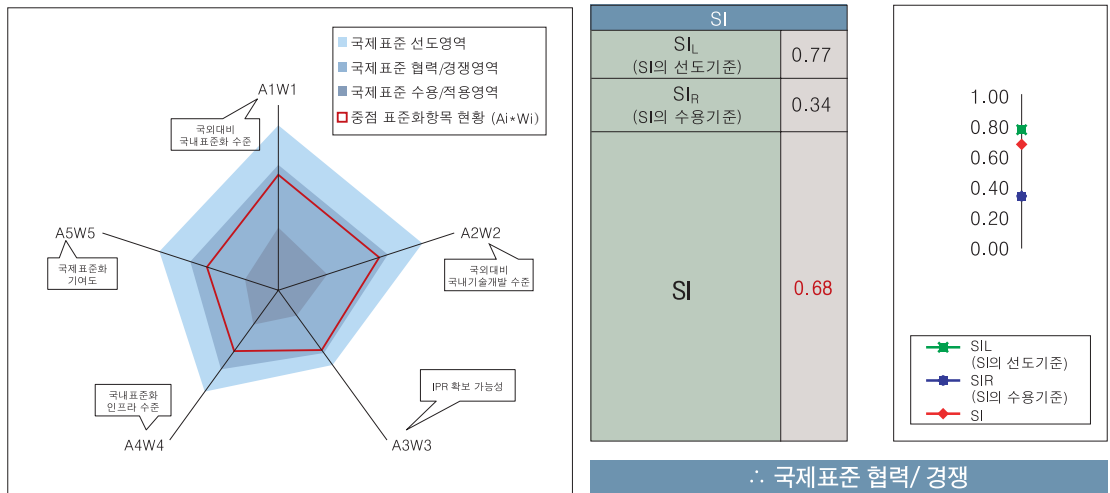 국제표준 선도영역
국제표준 협력/경쟁영역
국제표준 수용/적용영역
중점 표준화항목 현황 (Ai*Wi)
A1W1
국외대비
국내표준화 수준
A2W2
국외대비
국내기술개발 수준
A5W5
국제표준화
기여도
국내표준화
인프라 수준
A4W4
IPR 확보 가능성
A3W3
SI
SIL
(SI의 선도기준)
0.77
SIR
(SI의 수용기준)
0.34
SI
0.68
1.00
0.80
0.60
0.40
0.20
0.00
SIL
(SI의 선도기준)
SIR
(SI의 수용기준)
SI
∴ 국제표준 협력/ 경쟁